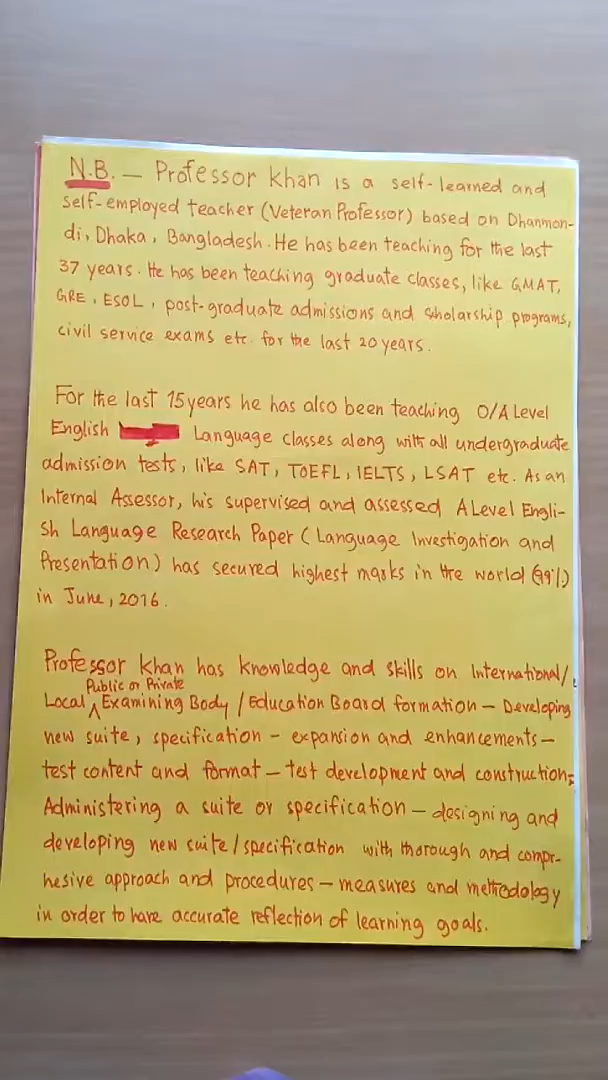 N.B. — Professor Khan is a self-learned and
self-employed teacher (Veteran Professor) based on Dhanmon-
di, Dhaka, Bangladesh. He has been teaching for the last
37 years. He has been teaching graduate classes, like GMAT,
GRE, ESOL, post-graduate admissions and scholarship programs,
civil service exams etc. for the last 20 years.
For the last 15 years he has also been teaching O/A Level
English Language classes along with all undergraduate
admission tests, like SAT, TOEFL, IELTS, LSAT etc. As an
Internal Assessor, his supervised and assessed A Level Engli-
sh Language Research Paper (Language Investigation and
Presentation) has secured highest marks in the world (99%)
in June, 2016.
Professor Khan has knowledge and skills on International/
Public or Private
Local ^ Examining Body / Education Board formation — Developing
new suite, specification — expansion and enhancements —
test content and format — test development and construction;
Administering a suite or specification — designing and
developing new suite/specification with thorough and compr-
hesive approach and procedures — measures and methodology
in order to have accurate reflection of learning goals.